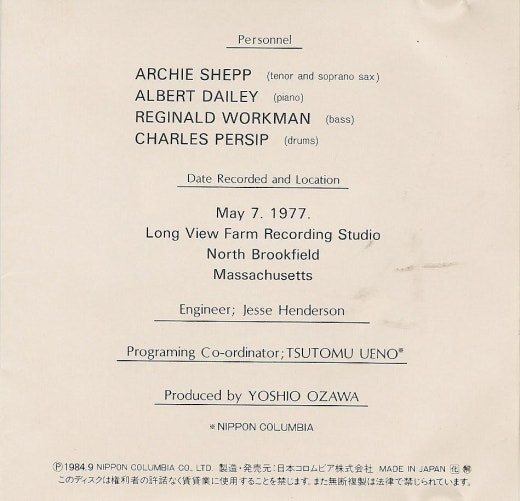 Personnel
ARCHIE SHEPP (tenor and soprano sax)
ALBERT DAILEY (piano)
REGINALD WORKMAN (bass)
CHARLES PERSIP (drums)
Date Recorded and Location
May 7. 1977.
Long View Farm Recording Studio
North Brookfield
Massachusetts
Engineer; Jesse Henderson
Programing Co-ordinator; TSUTOMU UENO*
Produced by YOSHIO OZAWA
*NIPPON COLUMBIA
Ⓟ1984.9 NIPPON COLUMBIA CO., LTD. 製造・発売元:日本コロムビア株式会社 MADE IN JAPAN
このディスクは権利者の許諾なく賃貸業に使用することを禁じます。また無断複製は法律で禁じられています。